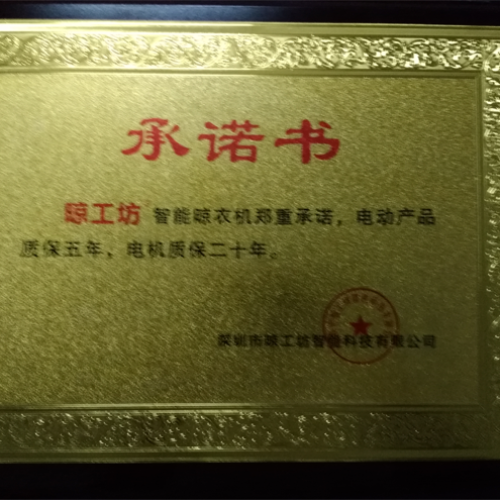 承诺书
晾工坊 智能晾衣机郑重承诺，电动产品
质保五年，电机质保二十年。
深圳市晾工坊智能科技有限公司